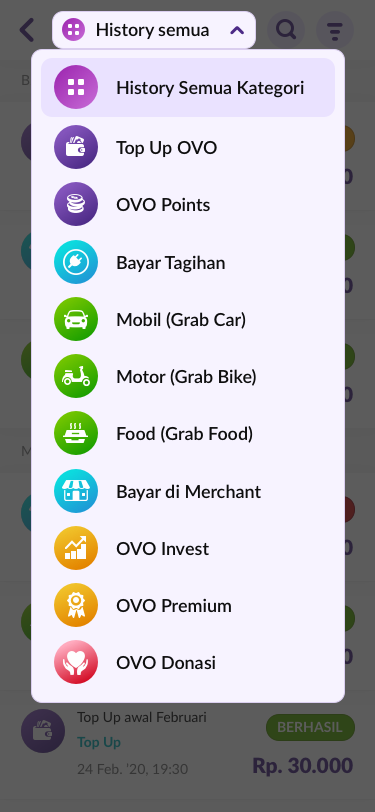 History semua
History Semua Kategori
Top Up OVO
OVO Points
Bayar Tagihan
Mobil (Grab Car)
Motor (Grab Bike)
Food (Grab Food)
Bayar di Merchant
OVO Invest
OVO Premium
OVO Donasi
Top Up awal Februari
BERHASIL
Top Up
24 Feb. '20, 19:30
Rp. 30.000